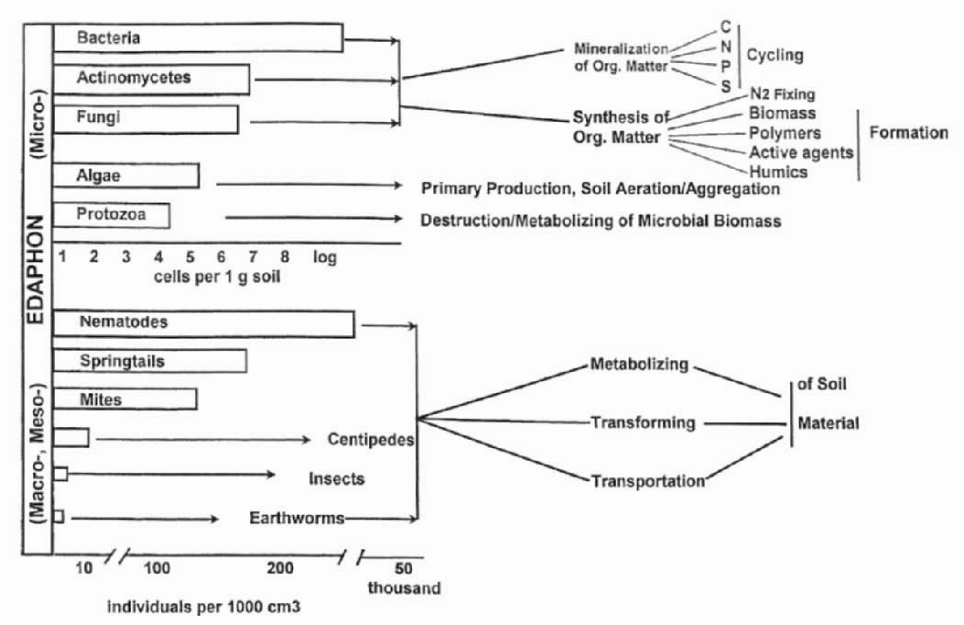 EDAPHON
(Micro-)
Bacteria
Actinomycetes
Fungi
Algae
Protozoa
Mineralization
of Org. Matter
C
N
P
S
Cycling
Synthesis of
Org. Matter
N2 Fixing
Biomass
Polymers
Active agents
Humics
Formation
Primary Production, Soil Aeration/Aggregation
Destruction/Metabolizing of Microbial Biomass
1 2 3 4 5 6 7 8 log
cells per 1 g soil
(Macro-, Meso-)
Nematodes
Springtails
Mites
Centipedes
Insects
Earthworms
Metabolizing
Transforming
Transportation
of Soil
Material
10 100 200 50
thousand
individuals per 1000 cm3